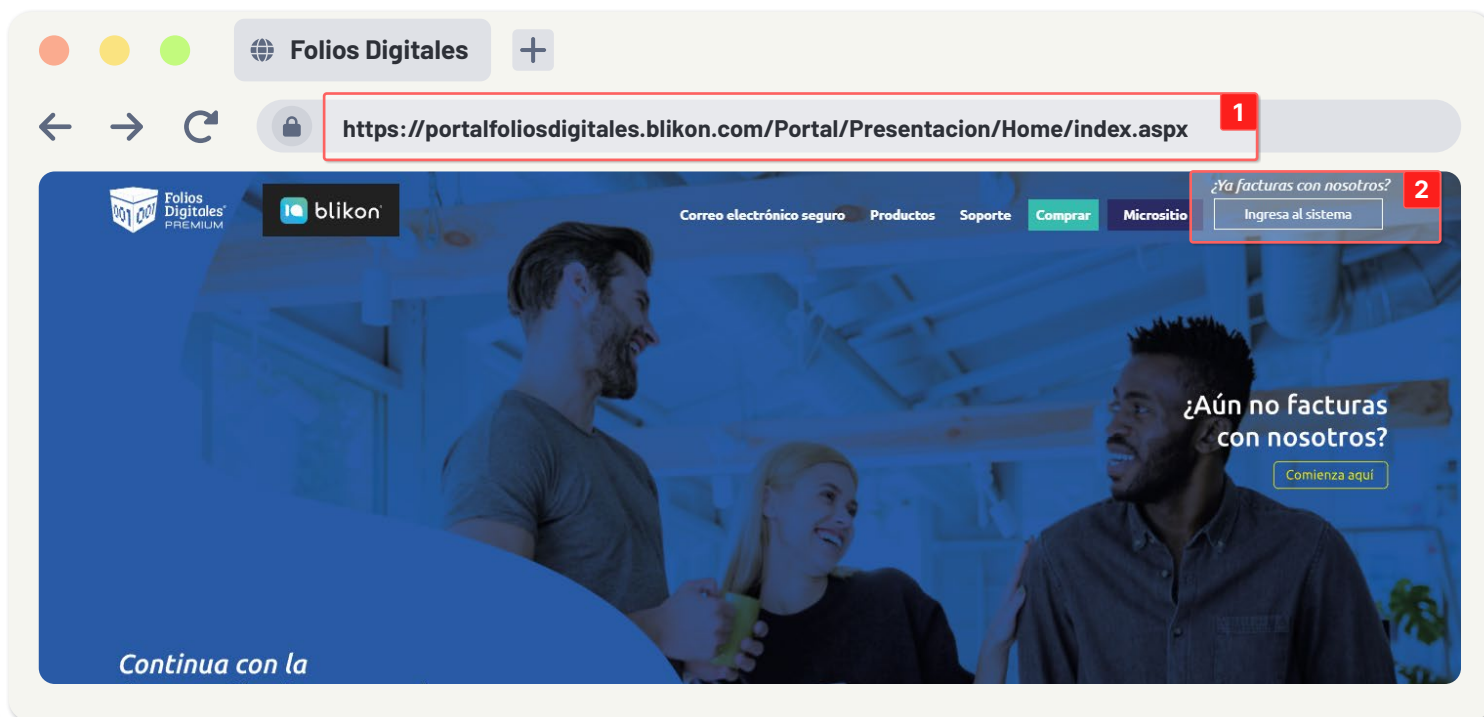 Folios Digitales
https://portalfoliosdigitales.blikon.com/Portal/Presentacion/Home/index.aspx
1
Folios
Digitales®
PREMIUM
001 001
blikon
Correo electrónico seguro
Productos
Soporte
Comprar
Micrositio
¿Ya facturas con nosotros?
Ingresa al sistema
2
¿Aún no facturas
con nosotros?
Comienza aquí
Continua con la